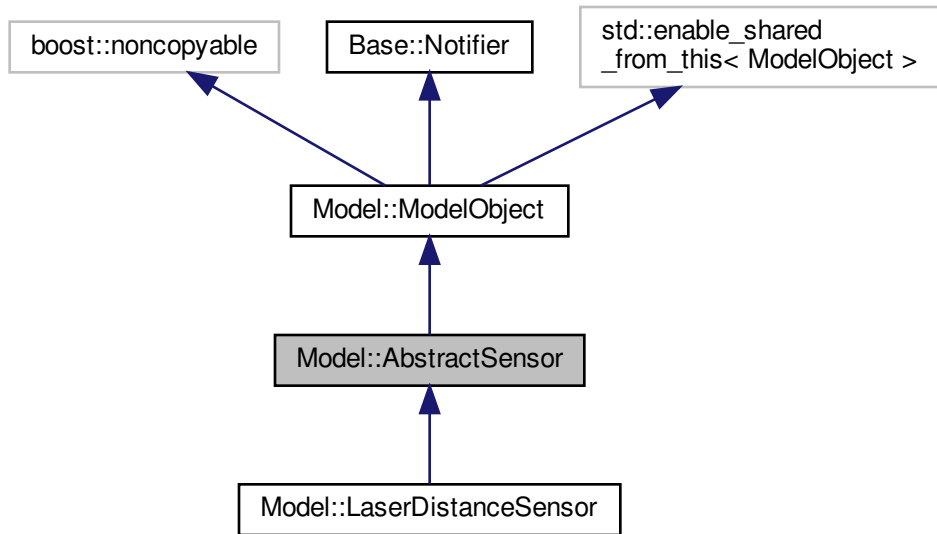 boost::noncopyable
Base::Notifier
std::enable_shared
_from_this< ModelObject >
Model::ModelObject
Model::AbstractSensor
Model::LaserDistanceSensor